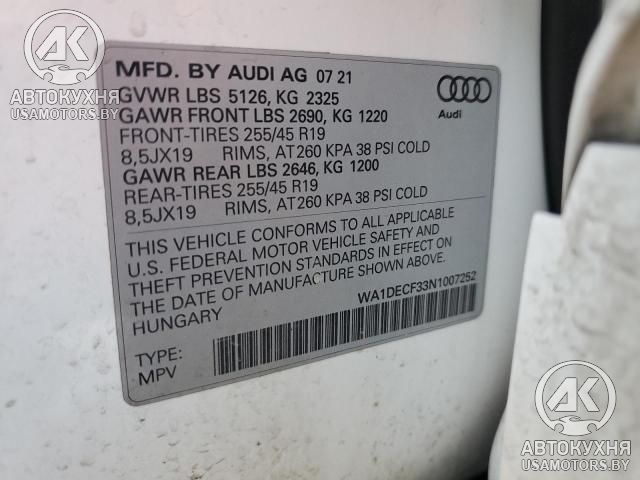 MFD. BY AUDI AG 07 21
GVWR LBS 5126, KG 2325
GAWR FRONT LBS 2690, KG 1220
FRONT-TIRES 255/45 R19
8,5JX19 RIMS, AT 260 KPA 38 PSI COLD
GAWR REAR LBS 2646, KG 1200
REAR-TIRES 255/45 R19
8,5JX19 RIMS, AT 260 KPA 38 PSI COLD
Audi
THIS VEHICLE CONFORMS TO ALL APPLICABLE
U.S. FEDERAL MOTOR VEHICLE SAFETY AND
THEFT PREVENTION STANDARDS IN EFFECT ON
THE DATE OF MANUFACTURE SHOWN ABOVE.
HUNGARY
WA1DECF33N1007252
TYPE:
MPV
АК
АВТОКУХНЯ
USAMOTORS.BY
АК
АВТОКУХНЯ
USAMOTORS.BY